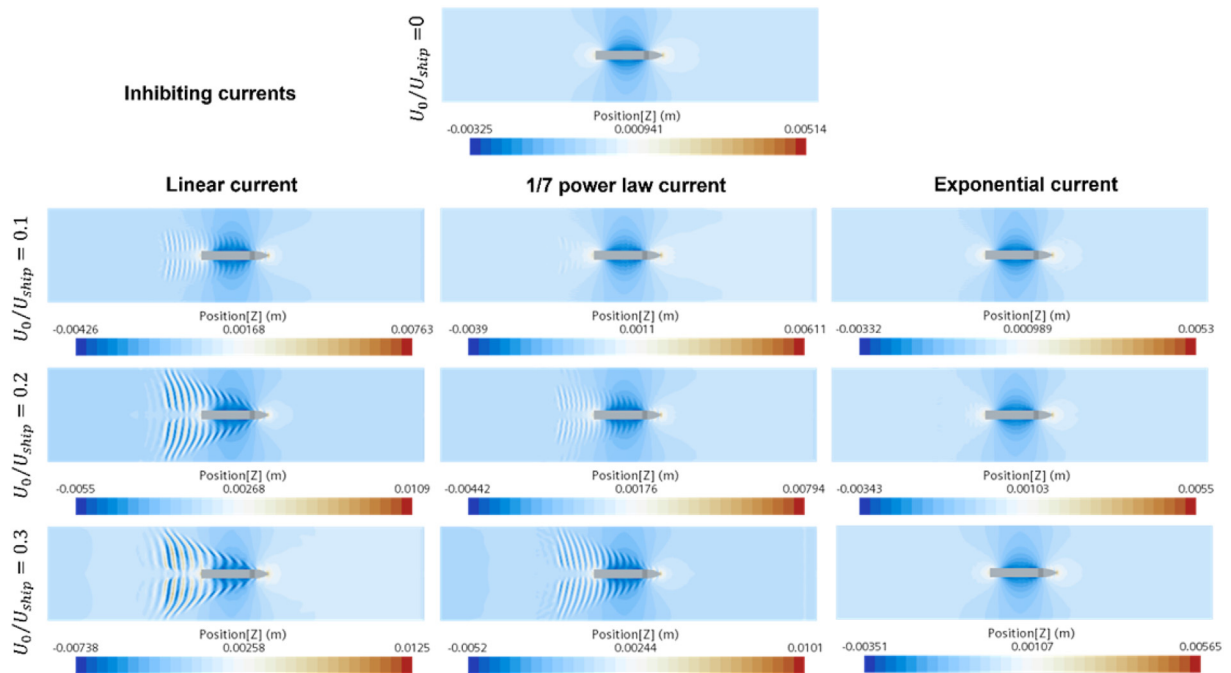 U₀/U_ship =0
Inhibiting currents
Position[Z] (m)
-0.00325 0.000941 0.00514
Linear current 1/7 power law current Exponential current
U₀/U_ship = 0.1
Position[Z] (m) Position[Z] (m) Position[Z] (m)
-0.00426 0.00168 0.00763 -0.0039 0.0011 0.00611 -0.00332 0.000989 0.0053
U₀/U_ship = 0.2
Position[Z] (m) Position[Z] (m) Position[Z] (m)
-0.0055 0.00268 0.0109 -0.00442 0.00176 0.00794 -0.00343 0.00103 0.0055
U₀/U_ship = 0.3
Position[Z] (m) Position[Z] (m) Position[Z] (m)
-0.00738 0.00258 0.0125 -0.0052 0.00244 0.0101 -0.00351 0.00107 0.00565